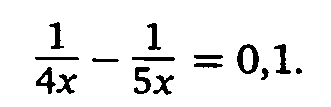 1/4x − 1/5x = 0,1.